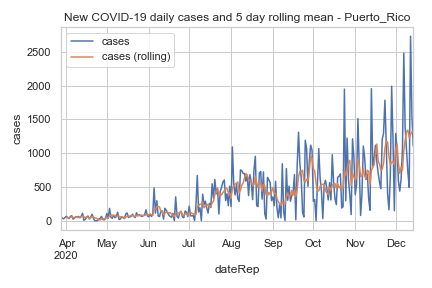 New COVID-19 daily cases and 5 day rolling mean - Puerto_Rico
cases
cases (rolling)
2500
2000
1500
1000
500
0
cases
Apr May Jun Jul Aug Sep Oct Nov Dec
2020
dateRep